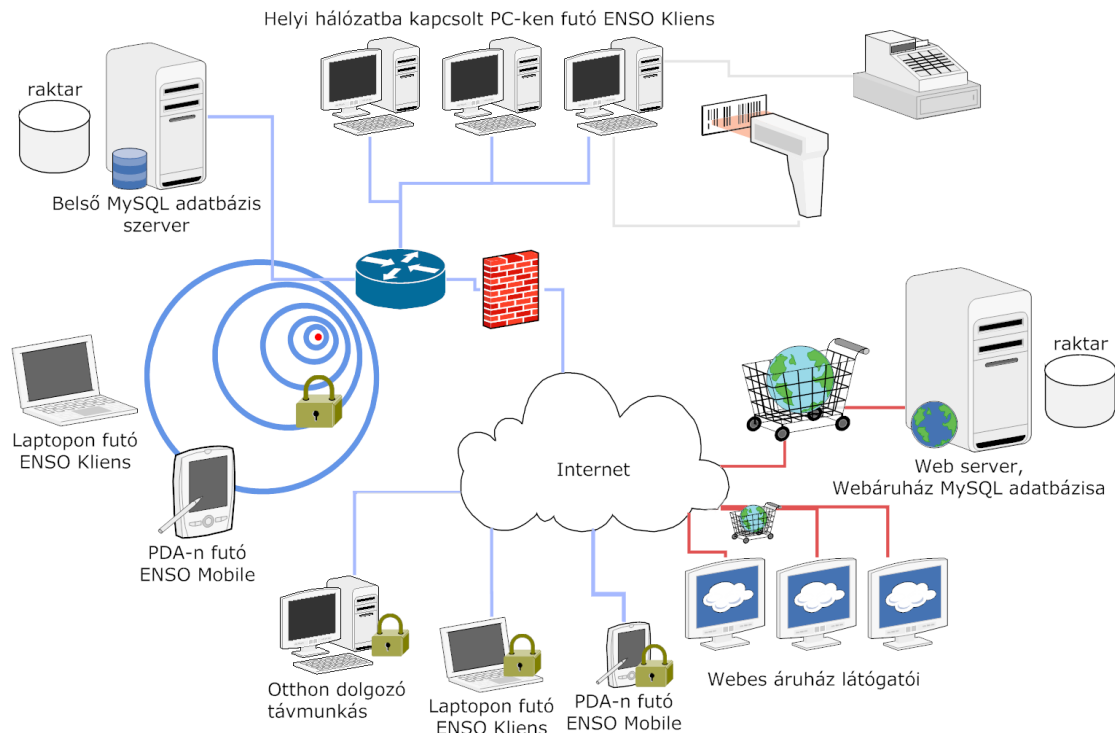 Helyi hálózatba kapcsolt PC-ken futó ENSO Kliens
raktar
Belső MySQL adatbázis
szerver
raktar
Laptopon futó
ENSO Kliens
Internet
Web server,
Webáruház MySQL adatbázisa
PDA-n futó
ENSO Mobile
Otthon dolgozó
távmunkás
Laptopon futó
ENSO Kliens
PDA-n futó
ENSO Mobile
Webes áruház látógatói